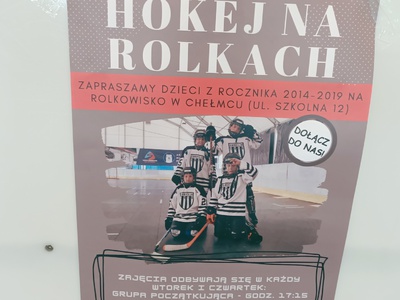 HOKEJ NA
ROLKACH
ZAPRASZAMY DZIECI Z ROCZNIKA 2014-2019 NA
ROLKOWISKO W CHEŁMCU (UL. SZKOLNA 12)
DOŁĄCZ
DO NAS!
ZAJĘCIA ODBYWAJĄ SIĘ W KAŻDY
WTOREK I CZWARTEK:
GRUPA POCZĄTKUJĄCA - GODZ. 17:15